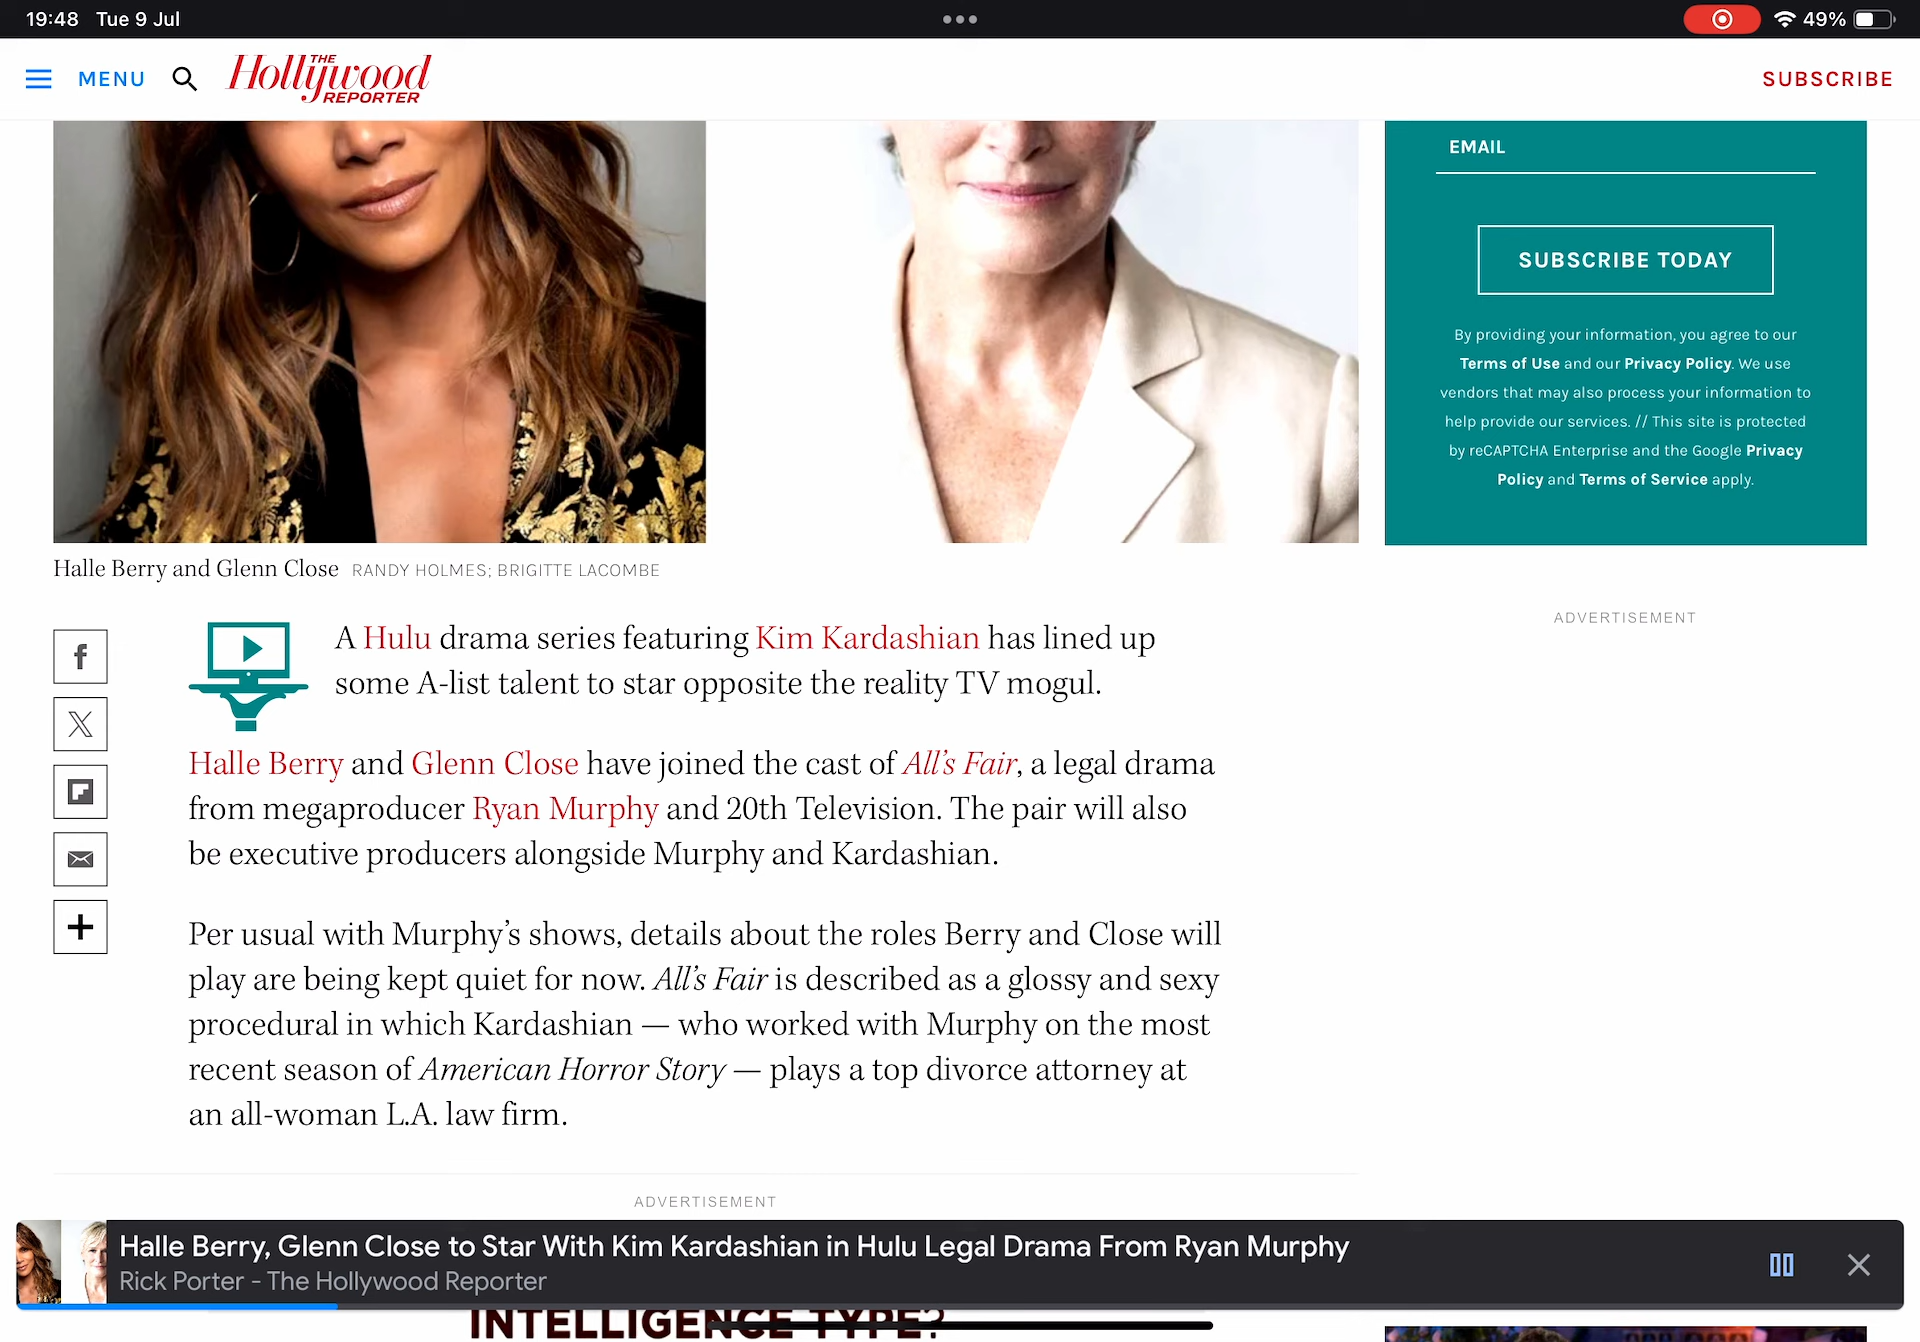 19:48 Tue 9 Jul
49%
MENU
THE
Hollywood
REPORTER
SUBSCRIBE
EMAIL
SUBSCRIBE TODAY
By providing your information, you agree to our
Terms of Use and our Privacy Policy. We use
vendors that may also process your information to
help provide our services. // This site is protected
by reCAPTCHA Enterprise and the Google Privacy
Policy and Terms of Service apply.
Halle Berry and Glenn Close RANDY HOLMES; BRIGITTE LACOMBE
ADVERTISEMENT
A Hulu drama series featuring Kim Kardashian has lined up
some A-list talent to star opposite the reality TV mogul.
Halle Berry and Glenn Close have joined the cast of All’s Fair, a legal drama
from megaproducer Ryan Murphy and 20th Television. The pair will also
be executive producers alongside Murphy and Kardashian.
Per usual with Murphy’s shows, details about the roles Berry and Close will
play are being kept quiet for now. All’s Fair is described as a glossy and sexy
procedural in which Kardashian — who worked with Murphy on the most
recent season of American Horror Story — plays a top divorce attorney at
an all-woman L.A. law firm.
ADVERTISEMENT
Halle Berry, Glenn Close to Star With Kim Kardashian in Hulu Legal Drama From Ryan Murphy
Rick Porter - The Hollywood Reporter
INTELLIGENCE TYPE?